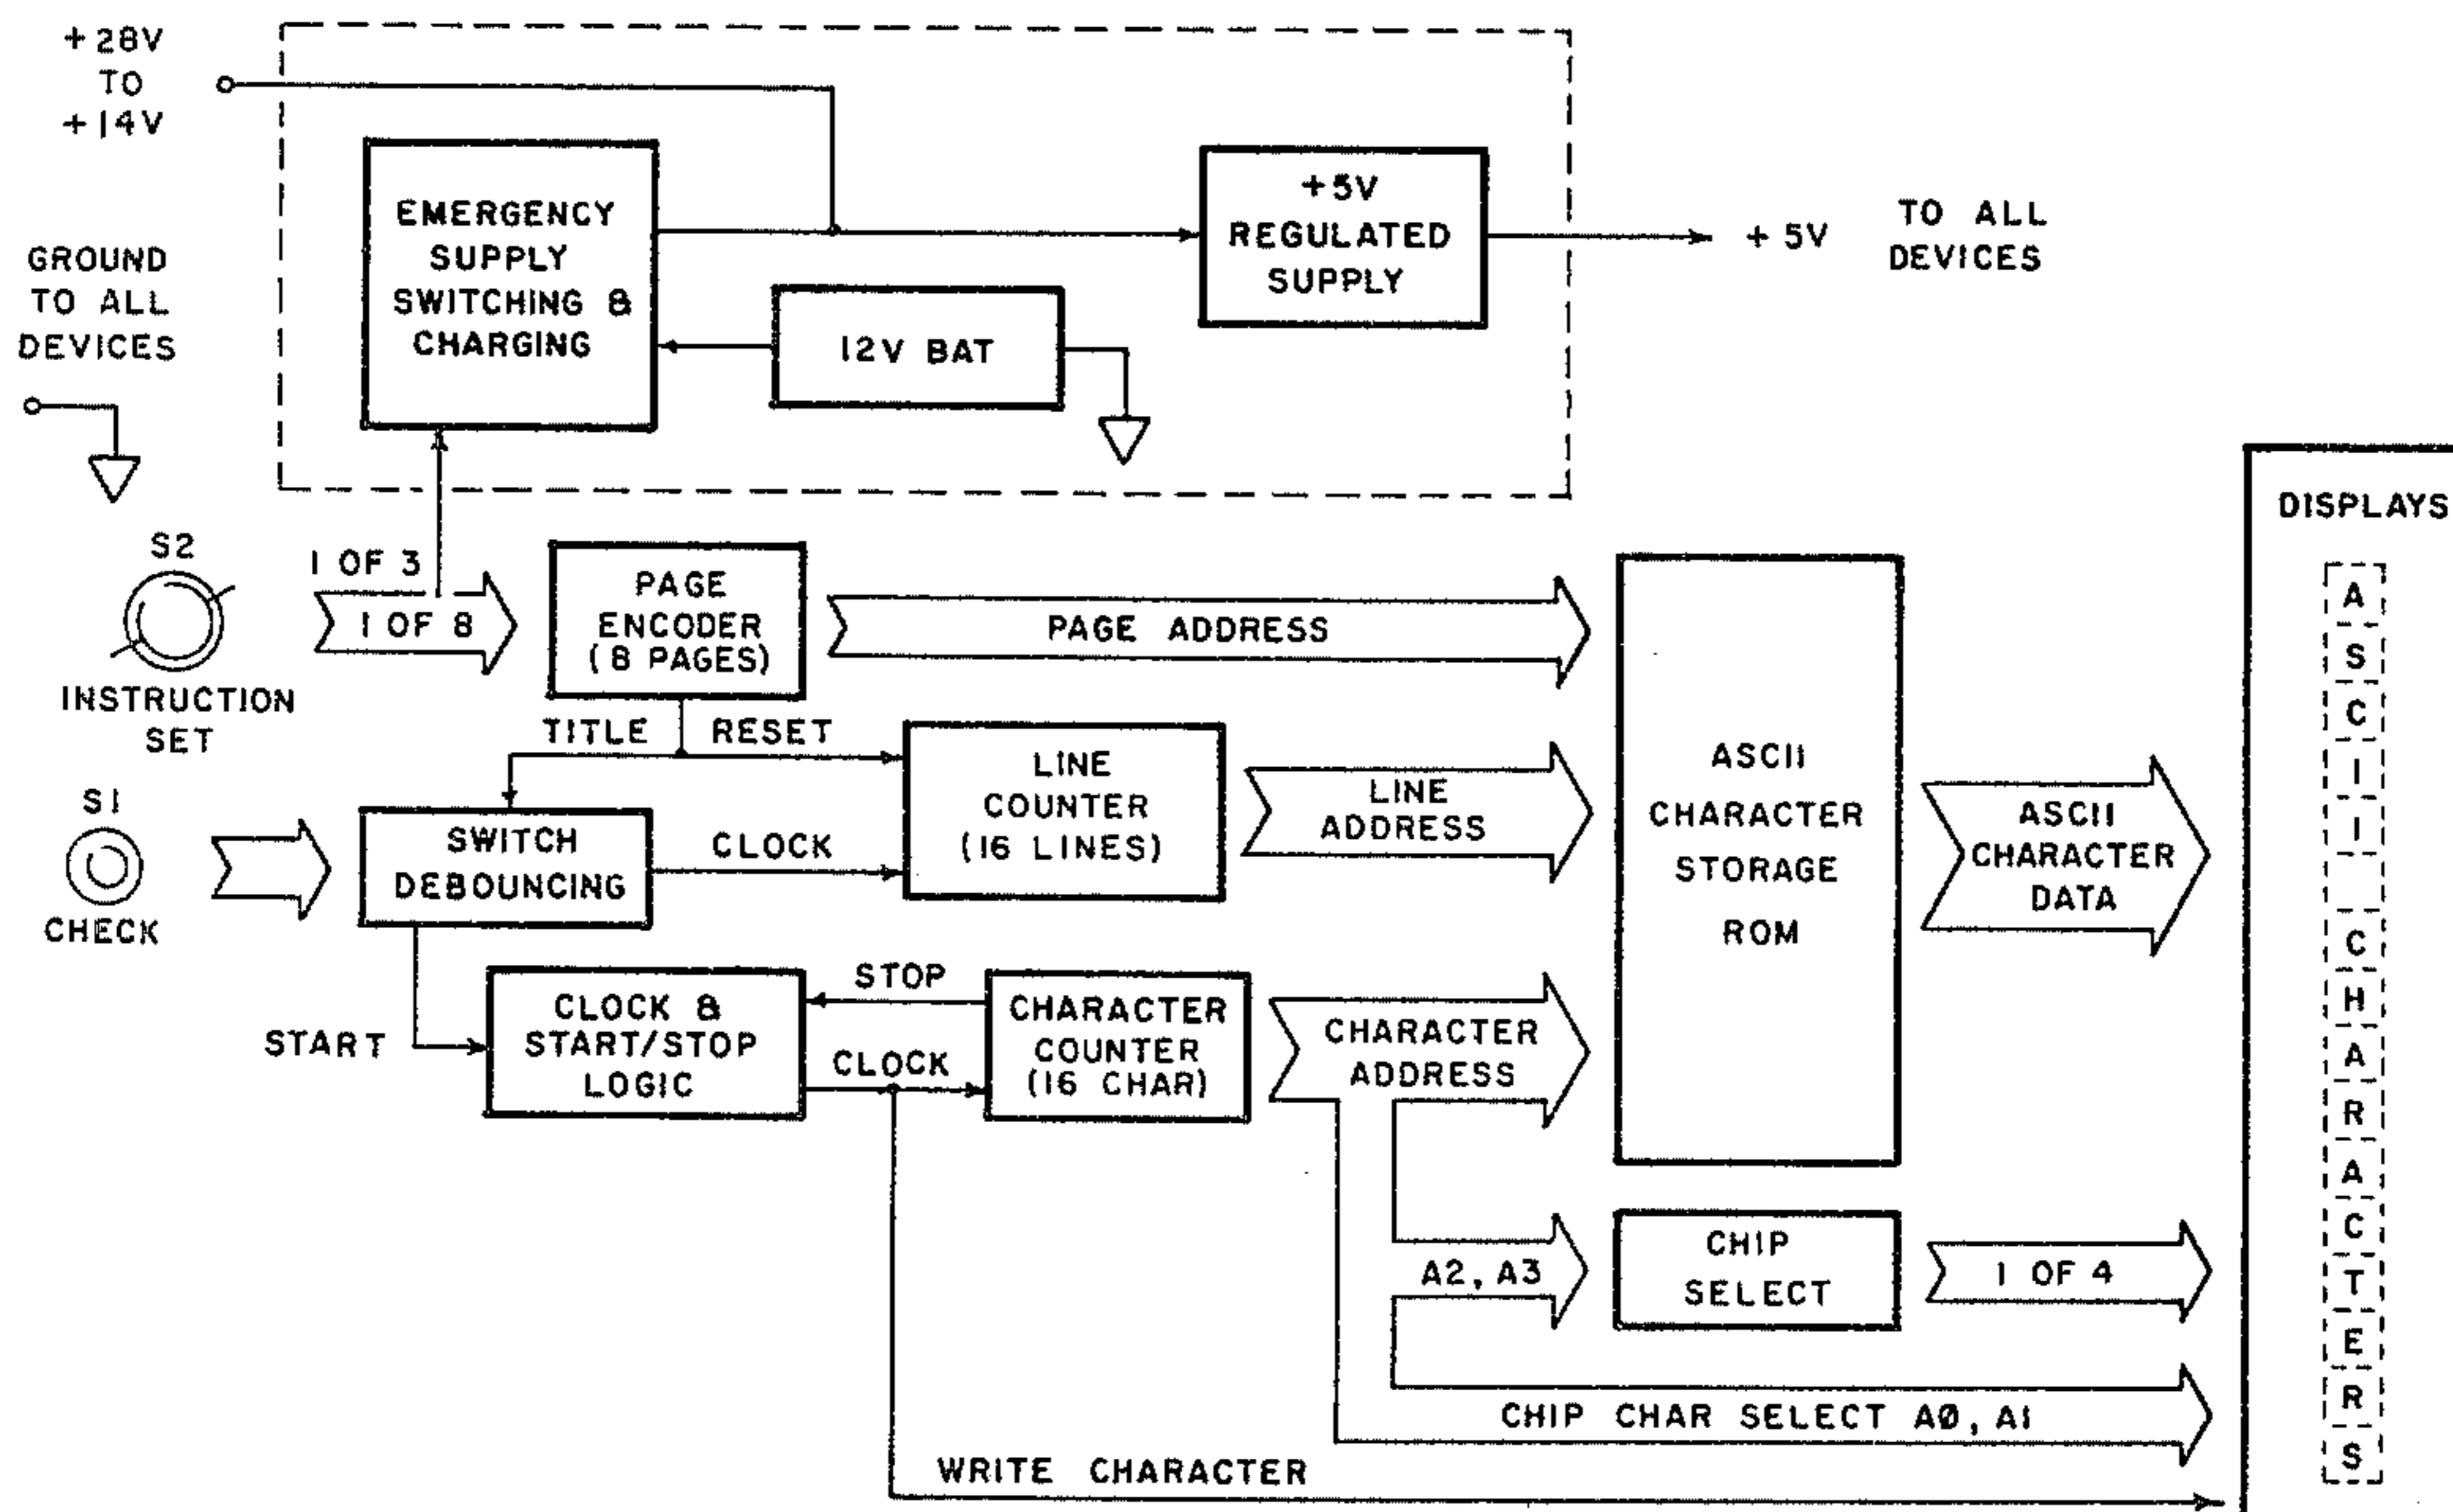 +28V
TO
+14V
GROUND
TO ALL
DEVICES
EMERGENCY
SUPPLY
SWITCHING &
CHARGING
12V BAT
+5V
REGULATED
SUPPLY
+5V
TO ALL
DEVICES
S2
INSTRUCTION
SET
1 OF 3
1 OF 8
PAGE
ENCODER
(8 PAGES)
PAGE ADDRESS
TITLE
RESET
S1
CHECK
SWITCH
DEBOUNCING
CLOCK
LINE
COUNTER
(16 LINES)
LINE
ADDRESS
ASCII
CHARACTER
STORAGE
ROM
ASCII
CHARACTER
DATA
START
CLOCK &
START/STOP
LOGIC
STOP
CLOCK
CHARACTER
COUNTER
(16 CHAR)
CHARACTER
ADDRESS
A2, A3
CHIP
SELECT
1 OF 4
CHIP CHAR SELECT AØ, A1
WRITE CHARACTER
DISPLAYS
A
S
C
I
I
C
H
A
R
A
C
T
E
R
S